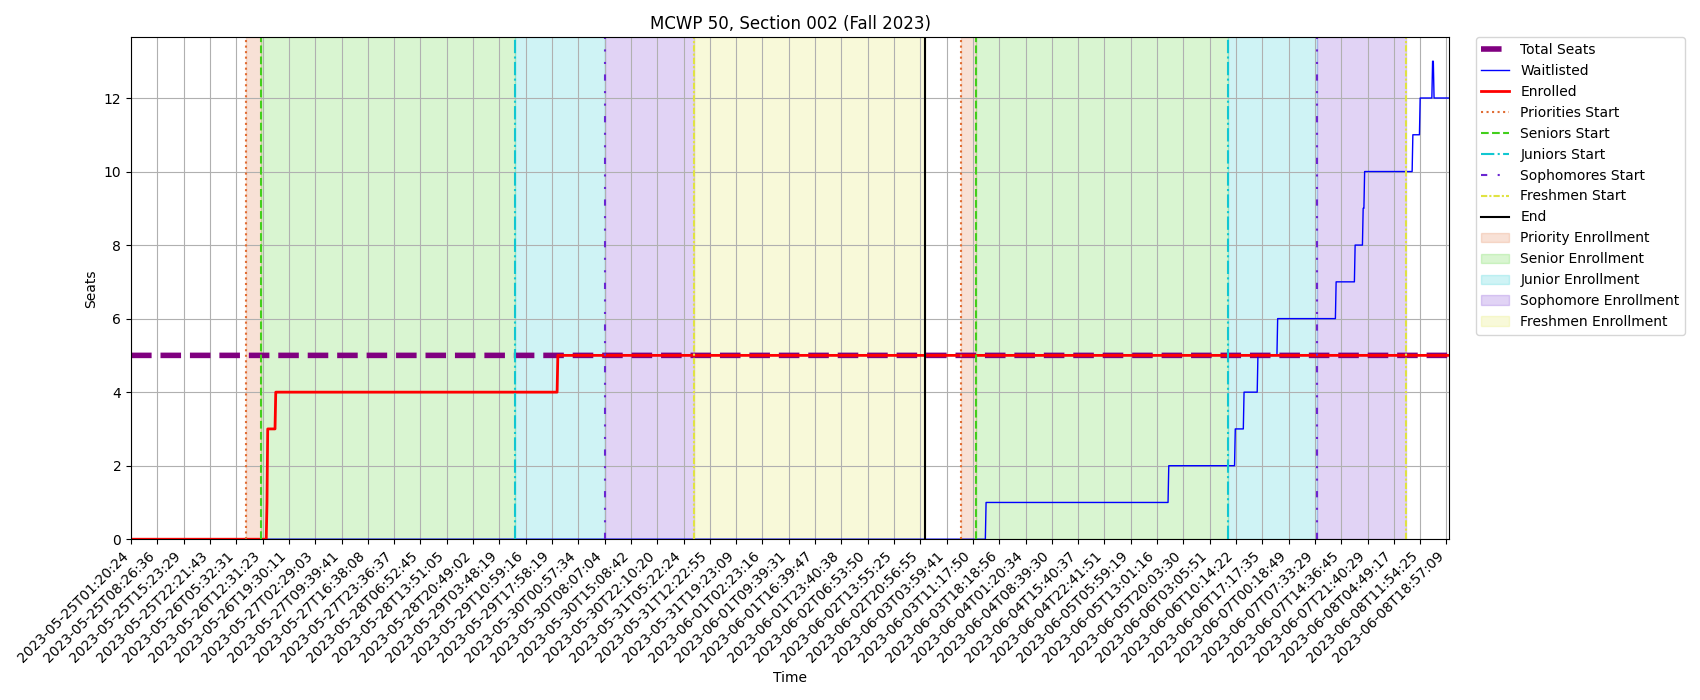 MCWP 50, Section 002 (Fall 2023)
Seats
12
10
8
6
4
2
0
2023-05-25T01:20:24
2023-05-25T08:26:36
2023-05-25T15:23:29
2023-05-25T22:21:43
2023-05-26T05:32:31
2023-05-26T12:31:23
2023-05-26T19:30:11
2023-05-27T02:29:03
2023-05-27T09:39:41
2023-05-27T16:38:08
2023-05-27T23:36:37
2023-05-28T06:52:45
2023-05-28T13:51:05
2023-05-28T20:49:02
2023-05-29T03:48:19
2023-05-29T10:59:16
2023-05-29T17:58:19
2023-05-30T00:57:34
2023-05-30T08:07:04
2023-05-30T15:08:42
2023-05-30T22:10:20
2023-05-31T05:22:24
2023-05-31T12:22:55
2023-05-31T19:23:09
2023-06-01T02:23:16
2023-06-01T09:39:31
2023-06-01T16:39:47
2023-06-01T23:40:38
2023-06-02T06:53:50
2023-06-02T13:55:25
2023-06-02T20:56:55
2023-06-03T03:59:41
2023-06-03T11:17:50
2023-06-03T18:18:56
2023-06-04T01:20:34
2023-06-04T08:39:30
2023-06-04T15:40:37
2023-06-04T22:41:51
2023-06-05T05:59:19
2023-06-05T13:01:16
2023-06-05T20:03:30
2023-06-06T03:05:51
2023-06-06T10:14:22
2023-06-06T17:17:35
2023-06-07T00:18:49
2023-06-07T07:33:29
2023-06-07T14:36:45
2023-06-07T21:40:29
2023-06-08T04:49:17
2023-06-08T11:54:25
2023-06-08T18:57:09
Time
Total Seats
Waitlisted
Enrolled
Priorities Start
Seniors Start
Juniors Start
Sophomores Start
Freshmen Start
End
Priority Enrollment
Senior Enrollment
Junior Enrollment
Sophomore Enrollment
Freshmen Enrollment